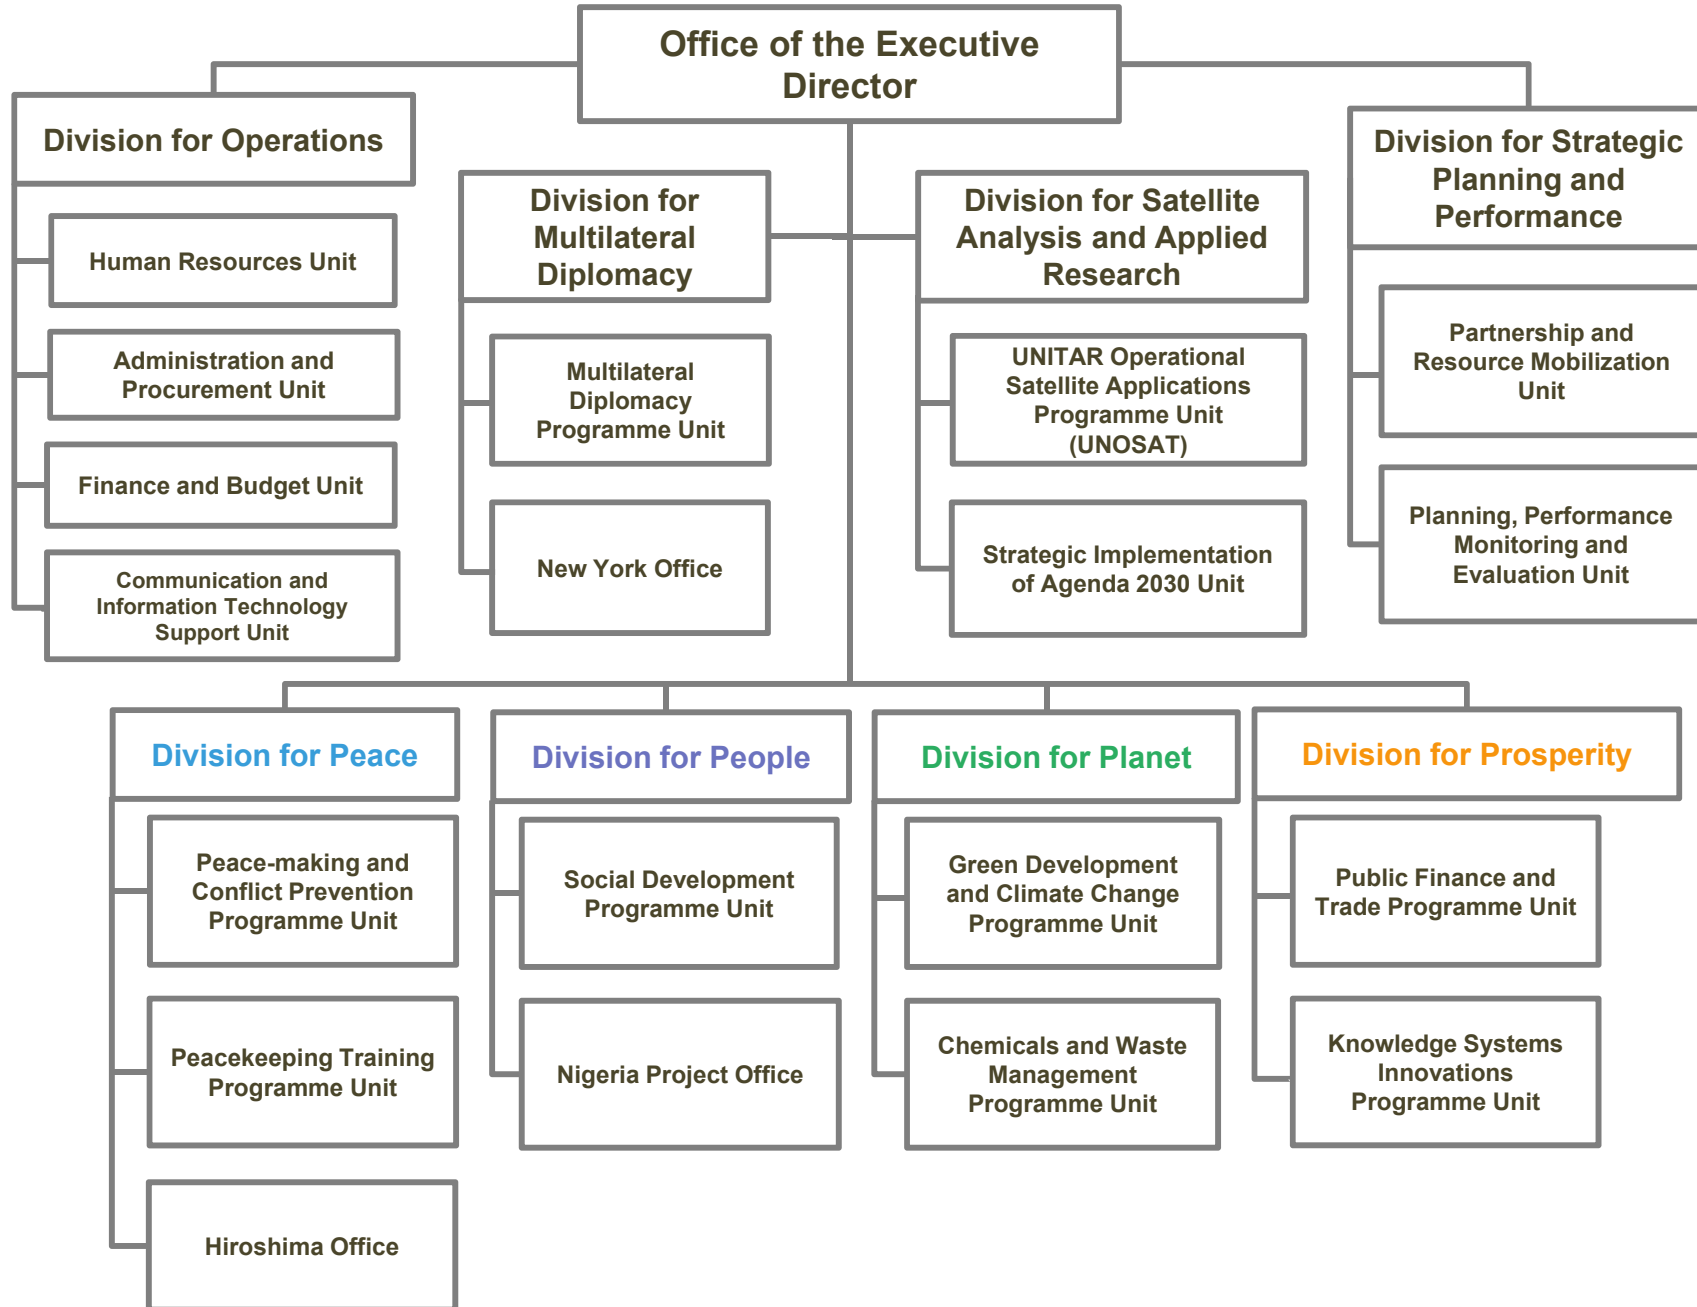 Office of the Executive
Director
Division for Operations
Human Resources Unit
Administration and
Procurement Unit
Finance and Budget Unit
Communication and
Information Technology
Support Unit
Division for
Multilateral
Diplomacy
Multilateral
Diplomacy
Programme Unit
New York Office
Division for Satellite
Analysis and Applied
Research
UNITAR Operational
Satellite Applications
Programme Unit
(UNOSAT)
Strategic Implementation
of Agenda 2030 Unit
Division for Strategic
Planning and
Performance
Partnership and
Resource Mobilization
Unit
Planning, Performance
Monitoring and
Evaluation Unit
Division for Peace
Peace-making and
Conflict Prevention
Programme Unit
Peacekeeping Training
Programme Unit
Hiroshima Office
Division for People
Social Development
Programme Unit
Nigeria Project Office
Division for Planet
Green Development
and Climate Change
Programme Unit
Chemicals and Waste
Management
Programme Unit
Division for Prosperity
Public Finance and
Trade Programme Unit
Knowledge Systems
Innovations
Programme Unit